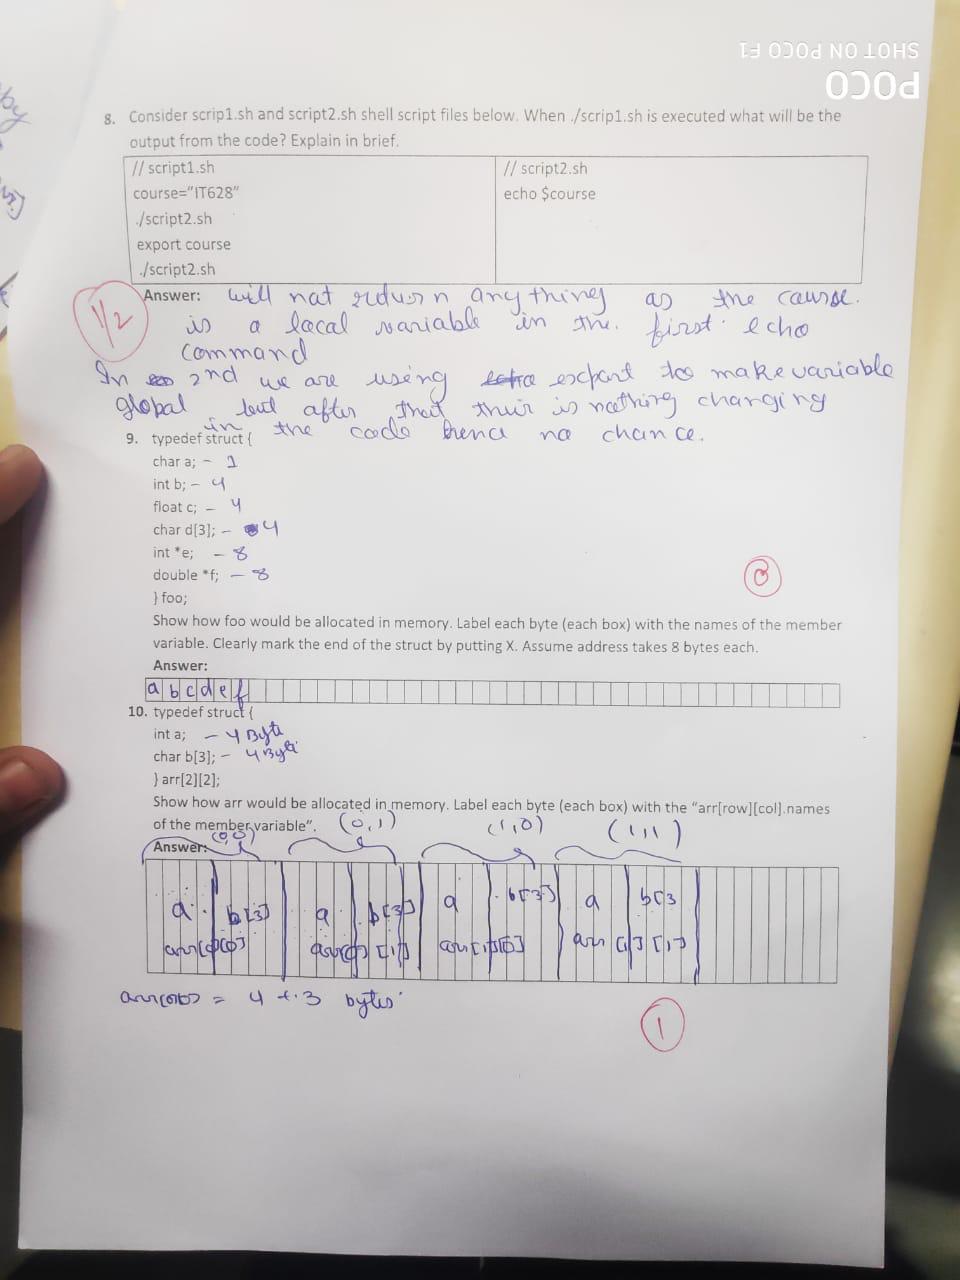 SHOT ON POCO F1
POCO
8. Consider scrip1.sh and script2.sh shell script files below. When ./scrip1.sh is executed what will be the
output from the code? Explain in brief.
// script1.sh
course="IT628"
./script2.sh
export course
./script2.sh
// script2.sh
echo $course
1/2
Answer: will nat return anything as the cause.
is a local variable in the. first echo
command
In 2nd we are using export to make variable
global but after that thuir is nothing changing
in the code hence no chance.
9. typedef struct {
char a; - 1
int b; - 4
float c; - 4
char d[3]; - 4
int *e; - 8
double *f; - 8
} foo;
Show how foo would be allocated in memory. Label each byte (each box) with the names of the member
variable. Clearly mark the end of the struct by putting X. Assume address takes 8 bytes each.
Answer:
a b c d e f
10. typedef struct {
int a; - 4 Byte
char b[3]; - 4 Byte
} arr[2][2];
Show how arr would be allocated in memory. Label each byte (each box) with the "arr[row][col].names
of the member variable".
(0,0) (0,1) (1,0) (1,1)
Answer:
a b[3] a b[3] a b[3] a b[3
arr[0][0] arr[0][1] arr[1][0] arr [1] [1]
= 4 + 3 bytes
1